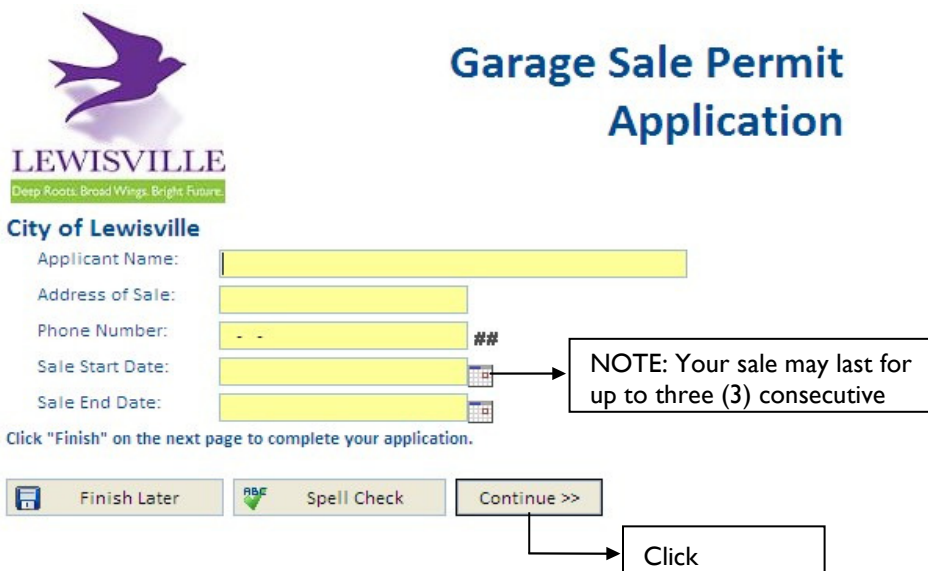 Garage Sale Permit
Application
LEWISVILLE
Deep Roots. Broad Wings. Bright Future.
City of Lewisville
Applicant Name:
Address of Sale:
Phone Number:
- -
##
Sale Start Date:
NOTE: Your sale may last for
up to three (3) consecutive
Sale End Date:
Click "Finish" on the next page to complete your application.
Finish Later
ABC
Spell Check
Continue >>
Click